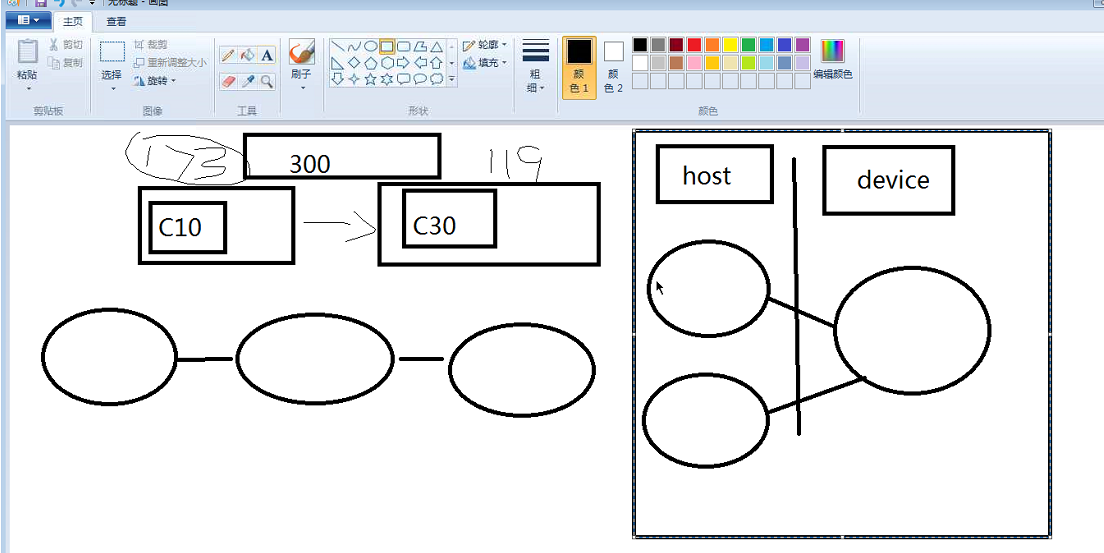 无标题 - 画图
主页 查看
粘贴
剪切
复制
剪贴板
选择
裁剪
重新调整大小
旋转
图像
A
工具
刷子
轮廓
填充
形状
粗细
颜色 1
颜色 2
颜色
编辑颜色
173 300 119
C10 C30
host device